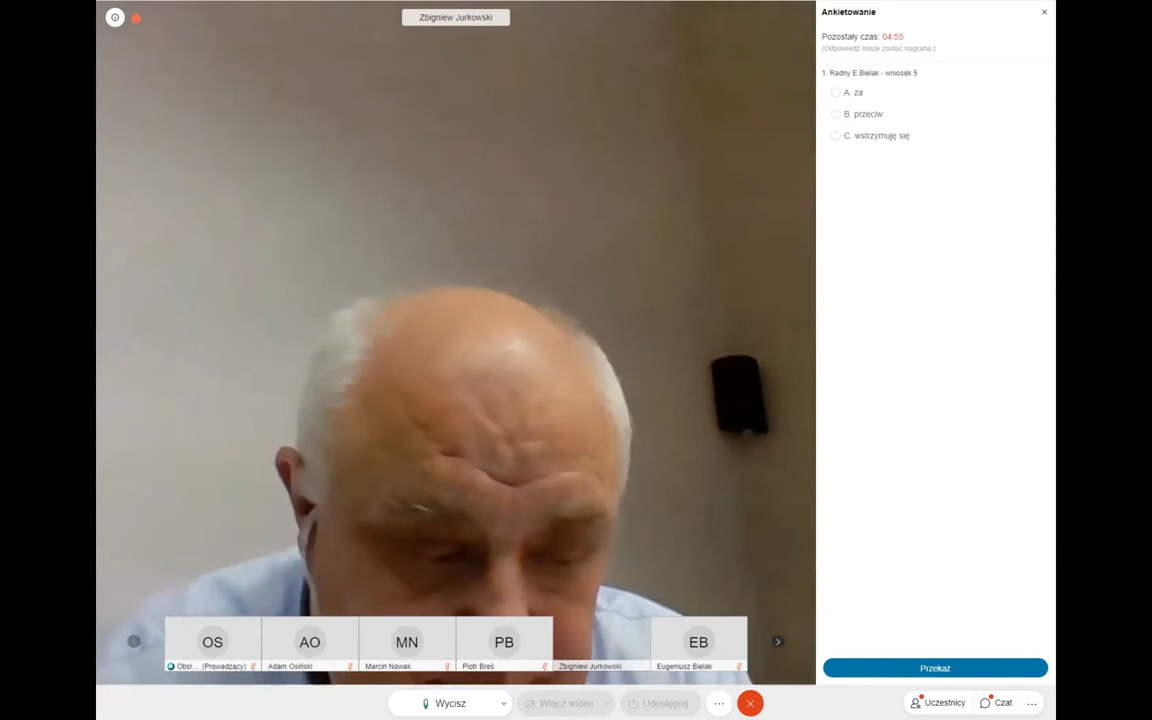 Zbigniew Jurkowski
Ankietowanie
Pozostały czas: 04:55
(Odpowiedź może zostać nagrana.)
1. Radny E.Bielak - wniosek 5
A. za
B. przeciw
C. wstrzymuję się
OS
AO
MN
PB
EB
Obsł... (Prowadzący)
Adam Osiński
Marcin Nowak
Piotr Breś
Zbigniew Jurkowski
Eugeniusz Bielak
Przekaż
Wycisz
Włącz wideo
Udostępnij
Uczestnicy
Czat